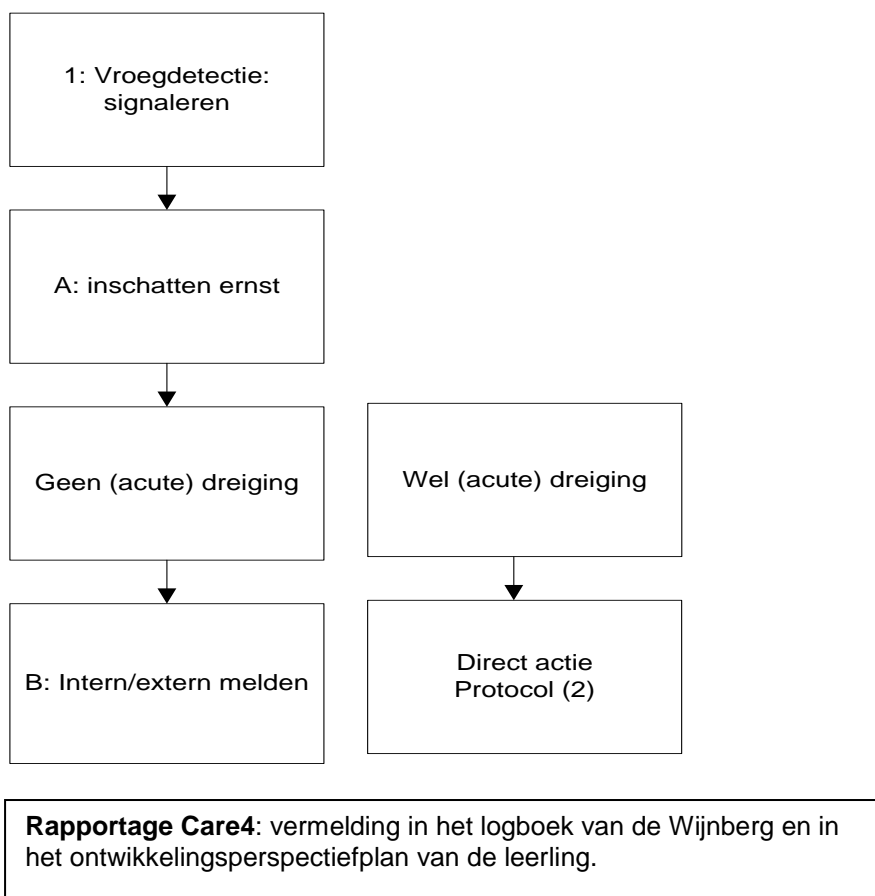 1: Vroegdetectie:
signaleren
A: inschatten ernst
Geen (acute) dreiging
Wel (acute) dreiging
B: Intern/extern melden
Direct actie
Protocol (2)
Rapportage Care4: vermelding in het logboek van de Wijnberg en in
het ontwikkelingsperspectiefplan van de leerling.